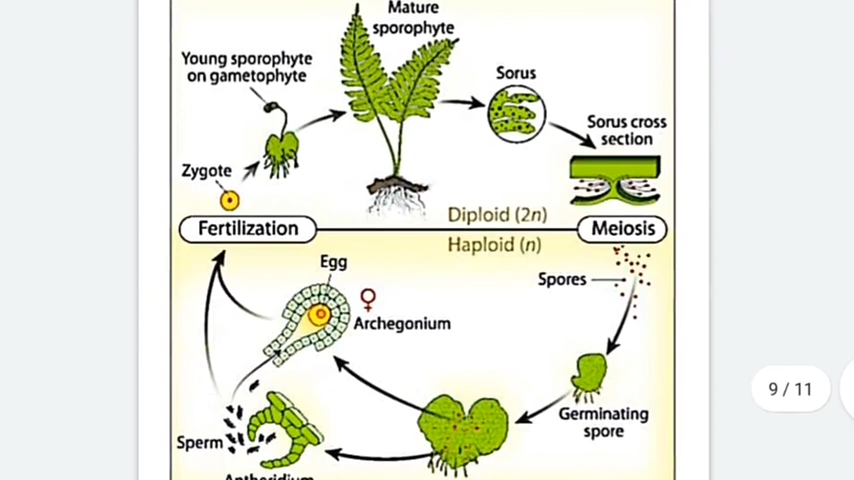 Mature
sporophyte
Young sporophyte
on gametophyte
Sorus
Sorus cross
section
Zygote
Diploid (2n)
Fertilization
Meiosis
Haploid (n)
Egg
Spores
♀
Archegonium
9 / 11
Germinating
spore
Sperm
Antheridium